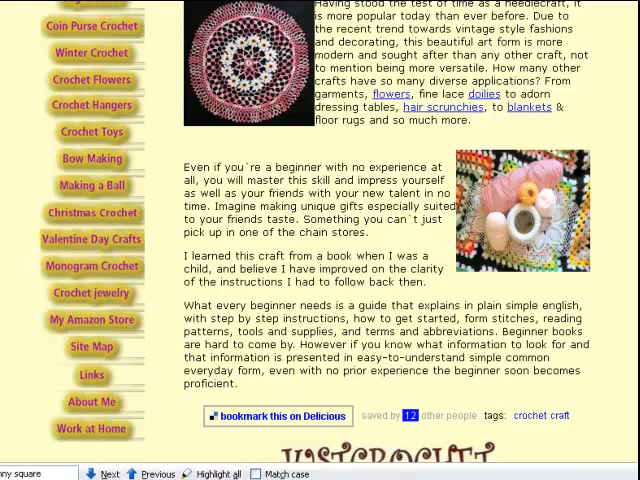 Coin Purse Crochet
Winter Crochet
Crochet Flowers
Crochet Hangers
Crochet Toys
Bow Making
Making a Ball
Christmas Crochet
Valentine Day Crafts
Monogram Crochet
Crochet jewelry
My Amazon Store
Site Map
Links
About Me
Work at Home
Having stood the test of time as a needlecraft, it
is more popular today than ever before. Due to
the recent trend towards vintage style fashions
and decorating, this beautiful art form is more
modern and sought after than any other craft, not
to mention being more versatile. How many other
crafts have so many diverse applications? From
garments, flowers, fine lace doilies to adorn
dressing tables, hair scrunchies, to blankets &
floor rugs and so much more.
Even if you`re a beginner with no experience at
all, you will master this skill and impress yourself
as well as your friends with your new talent in no
time. Imagine making unique gifts especially suited
to your friends taste. Something you can`t just
pick up in one of the chain stores.
I learned this craft from a book when I was a
child, and believe I have improved on the clarity
of the instructions I had to follow back then.
What every beginner needs is a guide that explains in plain simple english,
with step by step instructions, how to get started, form stitches, reading
patterns, tools and supplies, and terms and abbreviations. Beginner books
are hard to come by. However if you know what information to look for and
that information is presented in easy-to-understand simple common
everyday form, even with no prior experience the beginner soon becomes
proficient.
bookmark this on Delicious saved by 12 other people tags: crochet craft
nny square Next Previous Highlight all Match case